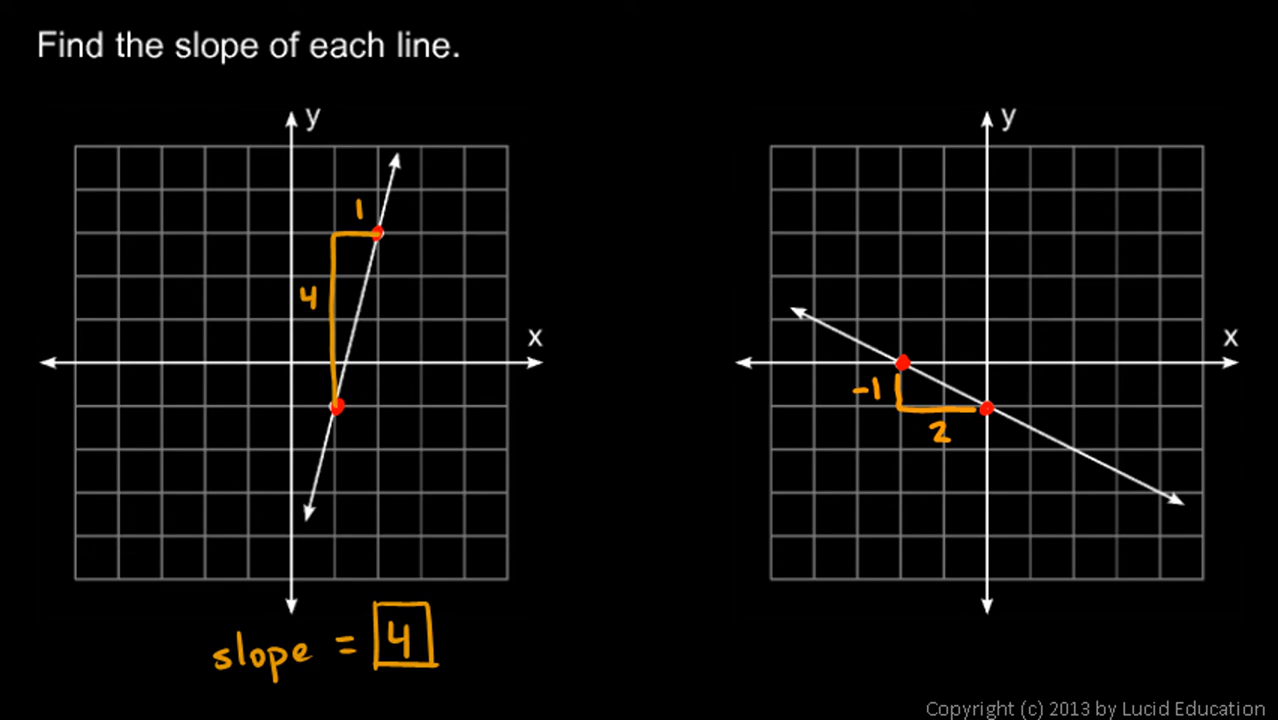 Find the slope of each line.
y
1
4
x
slope = 4
y
x
-1
2
Copyright (c) 2013 by Lucid Education